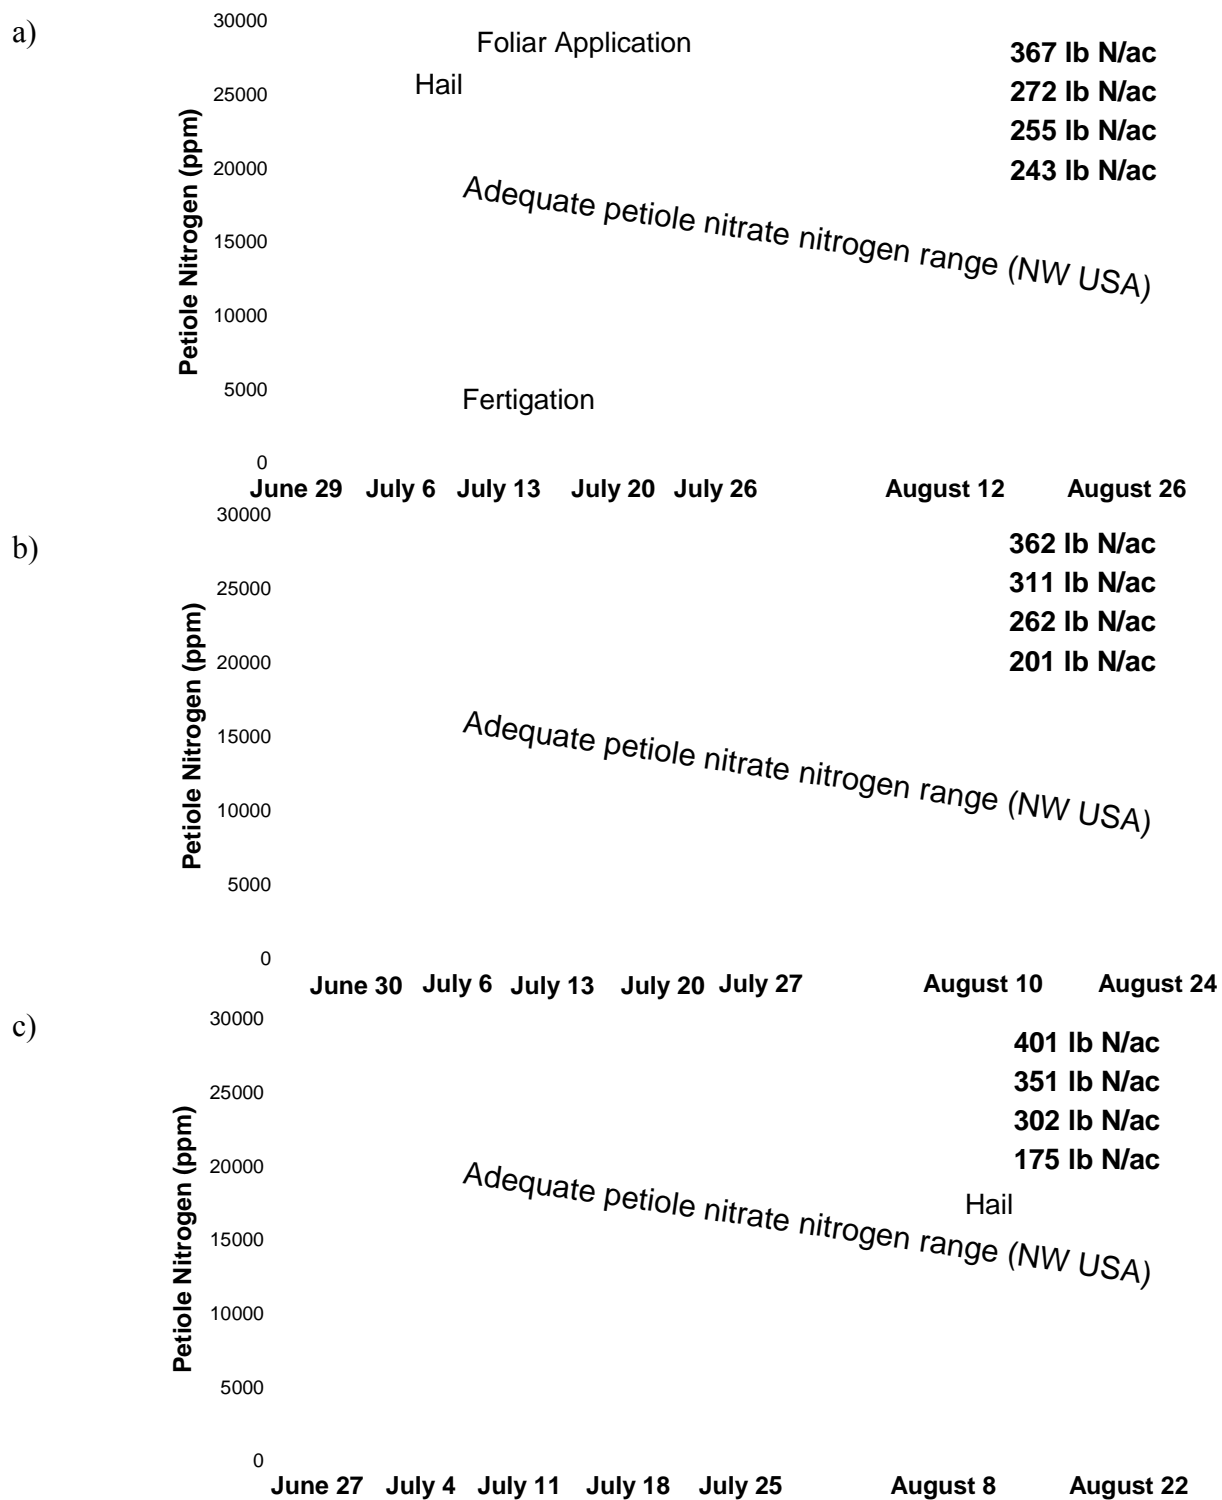 a)
30000
25000
20000
15000
10000
5000
0
Petiole Nitrogen (ppm)
Foliar Application
Hail
367 lb N/ac
272 lb N/ac
255 lb N/ac
243 lb N/ac
Adequate petiole nitrate nitrogen range (NW USA)
Fertigation
June 29 July 6 July 13 July 20 July 26 August 12 August 26
b)
30000
25000
20000
15000
10000
5000
0
Petiole Nitrogen (ppm)
362 lb N/ac
311 lb N/ac
262 lb N/ac
201 lb N/ac
Adequate petiole nitrate nitrogen range (NW USA)
June 30 July 6 July 13 July 20 July 27 August 10 August 24
c)
30000
25000
20000
15000
10000
5000
0
Petiole Nitrogen (ppm)
401 lb N/ac
351 lb N/ac
302 lb N/ac
175 lb N/ac
Hail
Adequate petiole nitrate nitrogen range (NW USA)
June 27 July 4 July 11 July 18 July 25 August 8 August 22